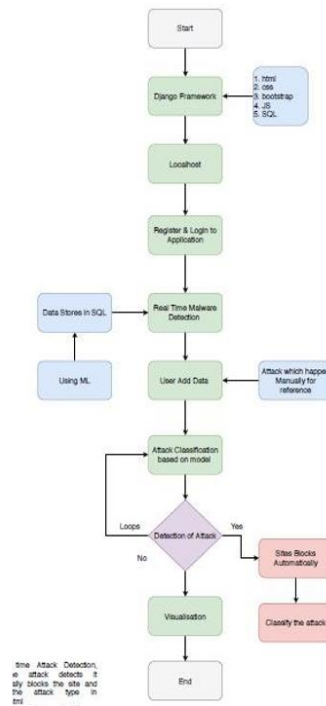 Start
Django Framework
1. html
2. css
3. bootstrap
4. JS
5. SQL
Localhost
Register & Login to
Application
Data Stores in SQL
Real Time Malware
Detection
Using ML
User Add Data
Attack which happe
Manually for
reference
Attack Classification
based on model
Loops
Detection of Attack
Yes
No
Sites Blocks
Automatically
Visualisation
Classify the attack
End
time Attack Detection,
e attack detects it
ally blocks the site and
the attack type in
tml